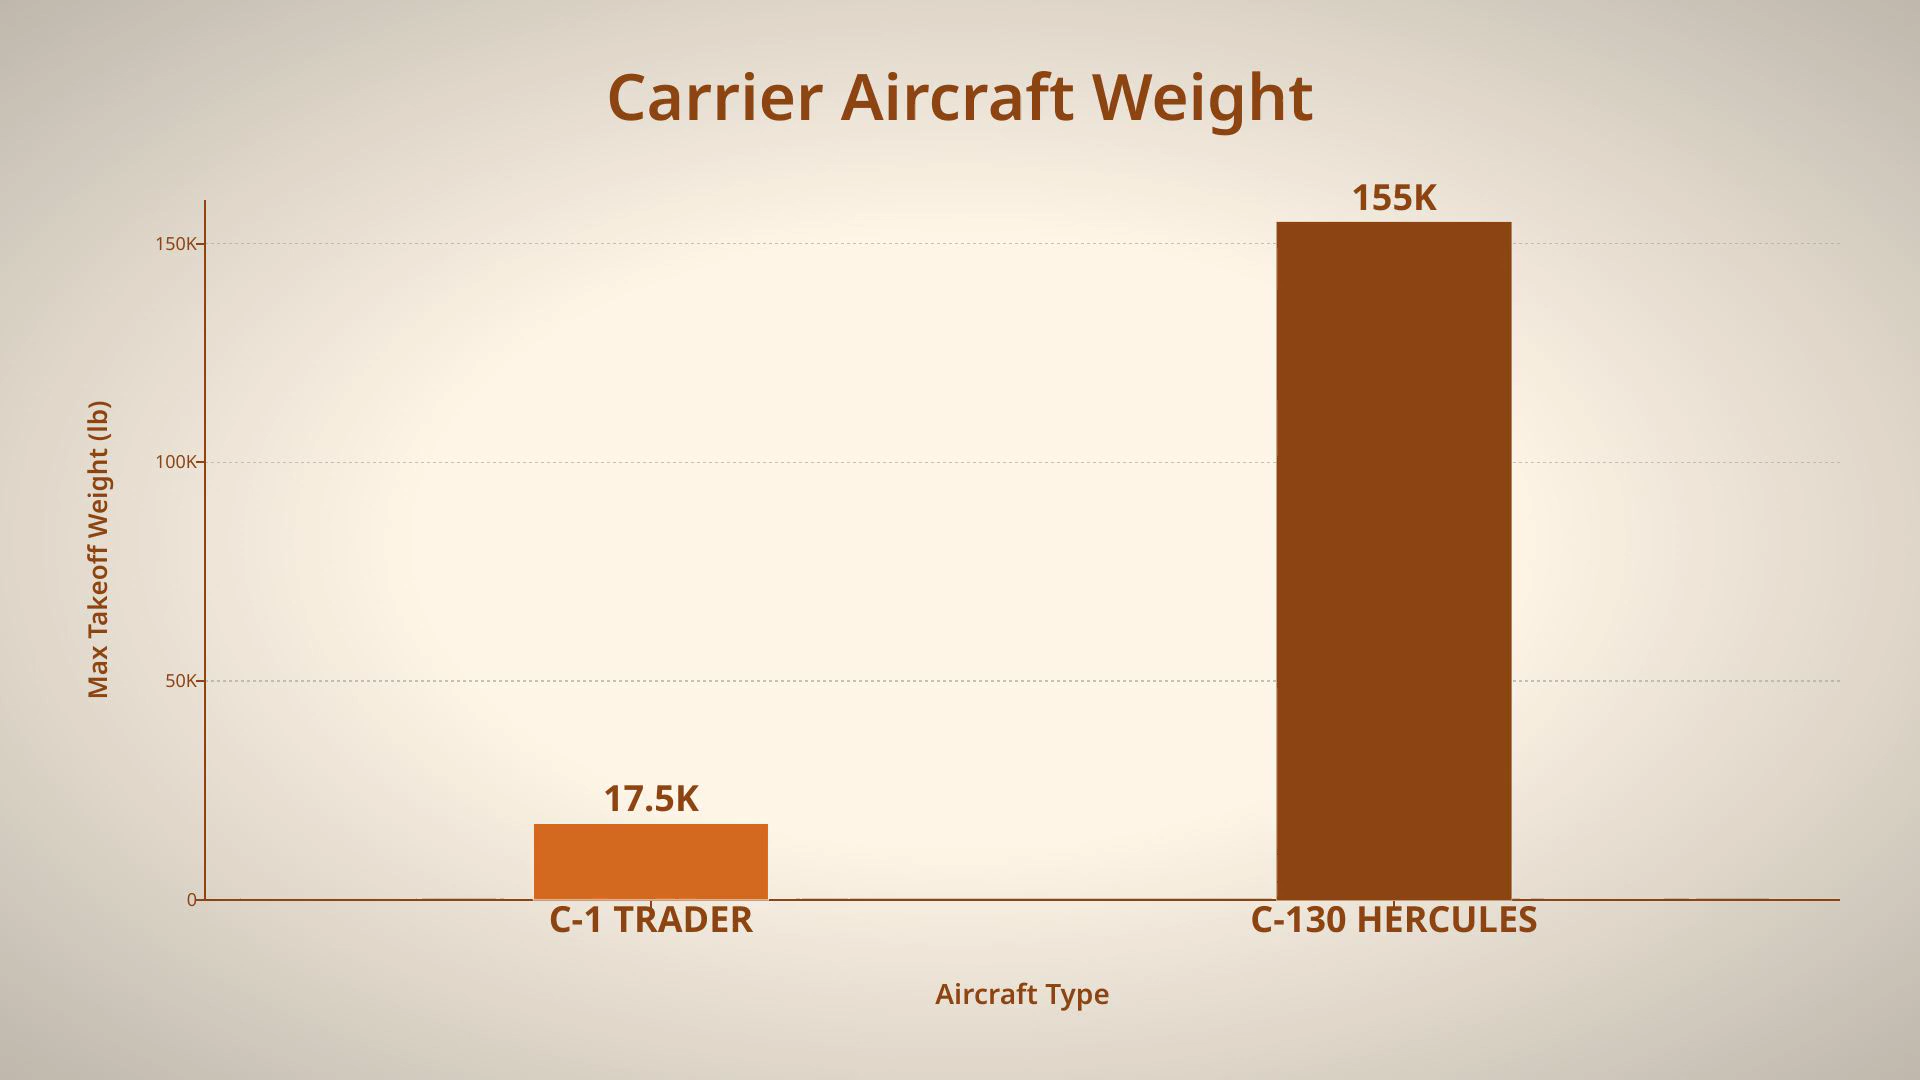 Carrier Aircraft Weight
155K
150K
100K
Max Takeoff Weight (lb)
50K
17.5K
0
C-1 TRADER
C-130 HERCULES
Aircraft Type